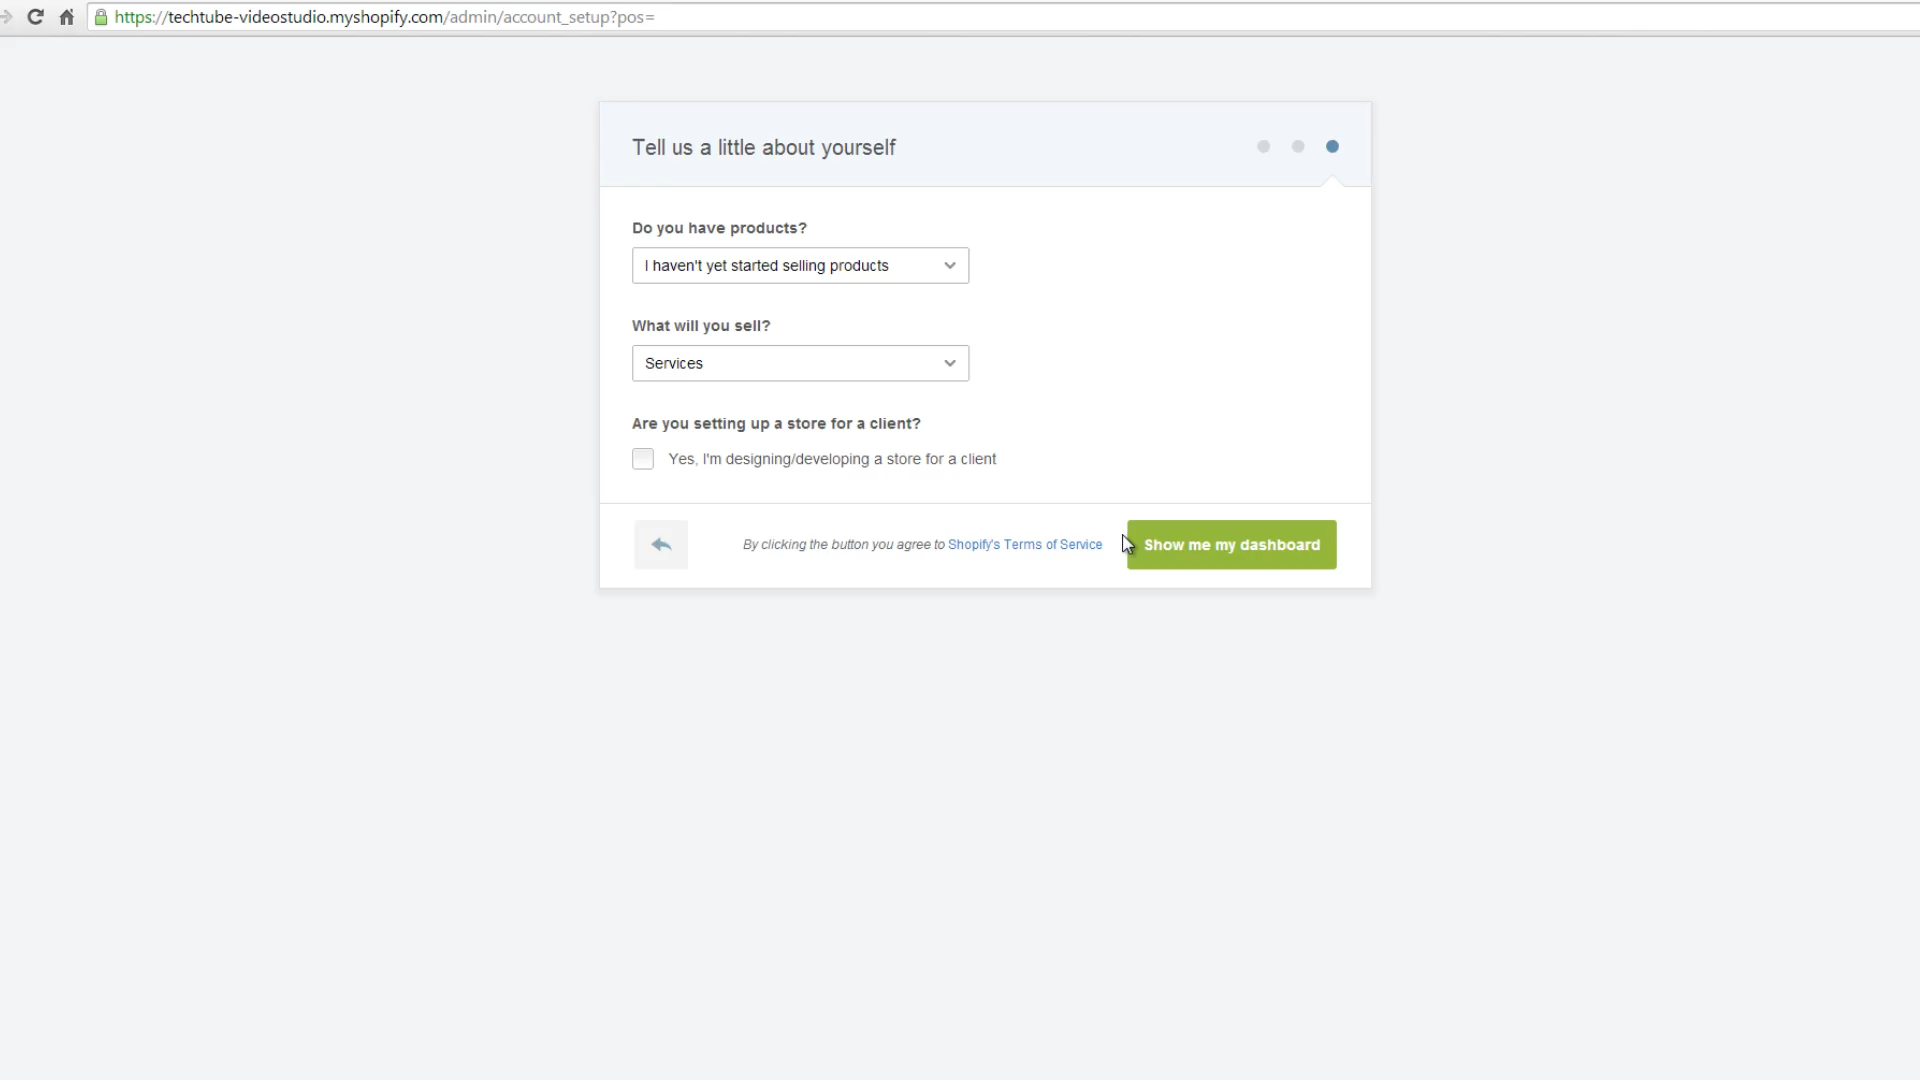 https://techtube-videostudio.myshopify.com/admin/account_setup?pos=
Tell us a little about yourself
Do you have products?
I haven't yet started selling products
What will you sell?
Services
Are you setting up a store for a client?
Yes, I'm designing/developing a store for a client
By clicking the button you agree to Shopify's Terms of Service
Show me my dashboard